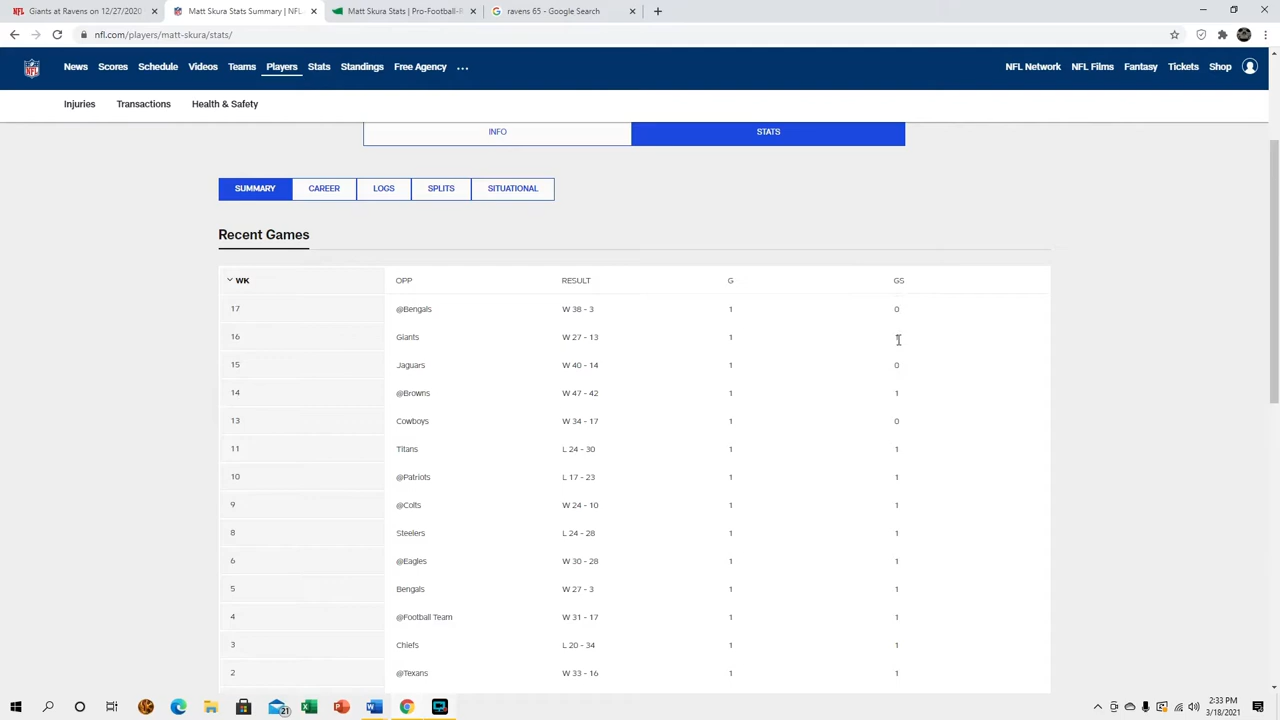 Giants at Ravens on 12/27/2020 Matt Skura Stats Summary | NFL. Matt Skura Stats | Pro-Football-R ravens 65 - Google Search
nfl.com/players/matt-skura/stats/
NFL News Scores Schedule Videos Teams Players Stats Standings Free Agency ... NFL Network NFL Films Fantasy Tickets Shop
Injuries Transactions Health & Safety
INFO STATS
SUMMARY CAREER LOGS SPLITS SITUATIONAL
Recent Games
WK OPP RESULT G GS
17 @Bengals W 38 - 3 1 0
16 Giants W 27 - 13 1
15 Jaguars W 40 - 14 1 0
14 @Browns W 47 - 42 1 1
13 Cowboys W 34 - 17 1 0
11 Titans L 24 - 30 1 1
10 @Patriots L 17 - 23 1 1
9 @Colts W 24 - 10 1 1
8 Steelers L 24 - 28 1 1
6 @Eagles W 30 - 28 1 1
5 Bengals W 27 - 3 1 1
4 @Football Team W 31 - 17 1 1
3 Chiefs L 20 - 34 1 1
2 @Texans W 33 - 16 1 1
21
2:33 PM
3/18/2021